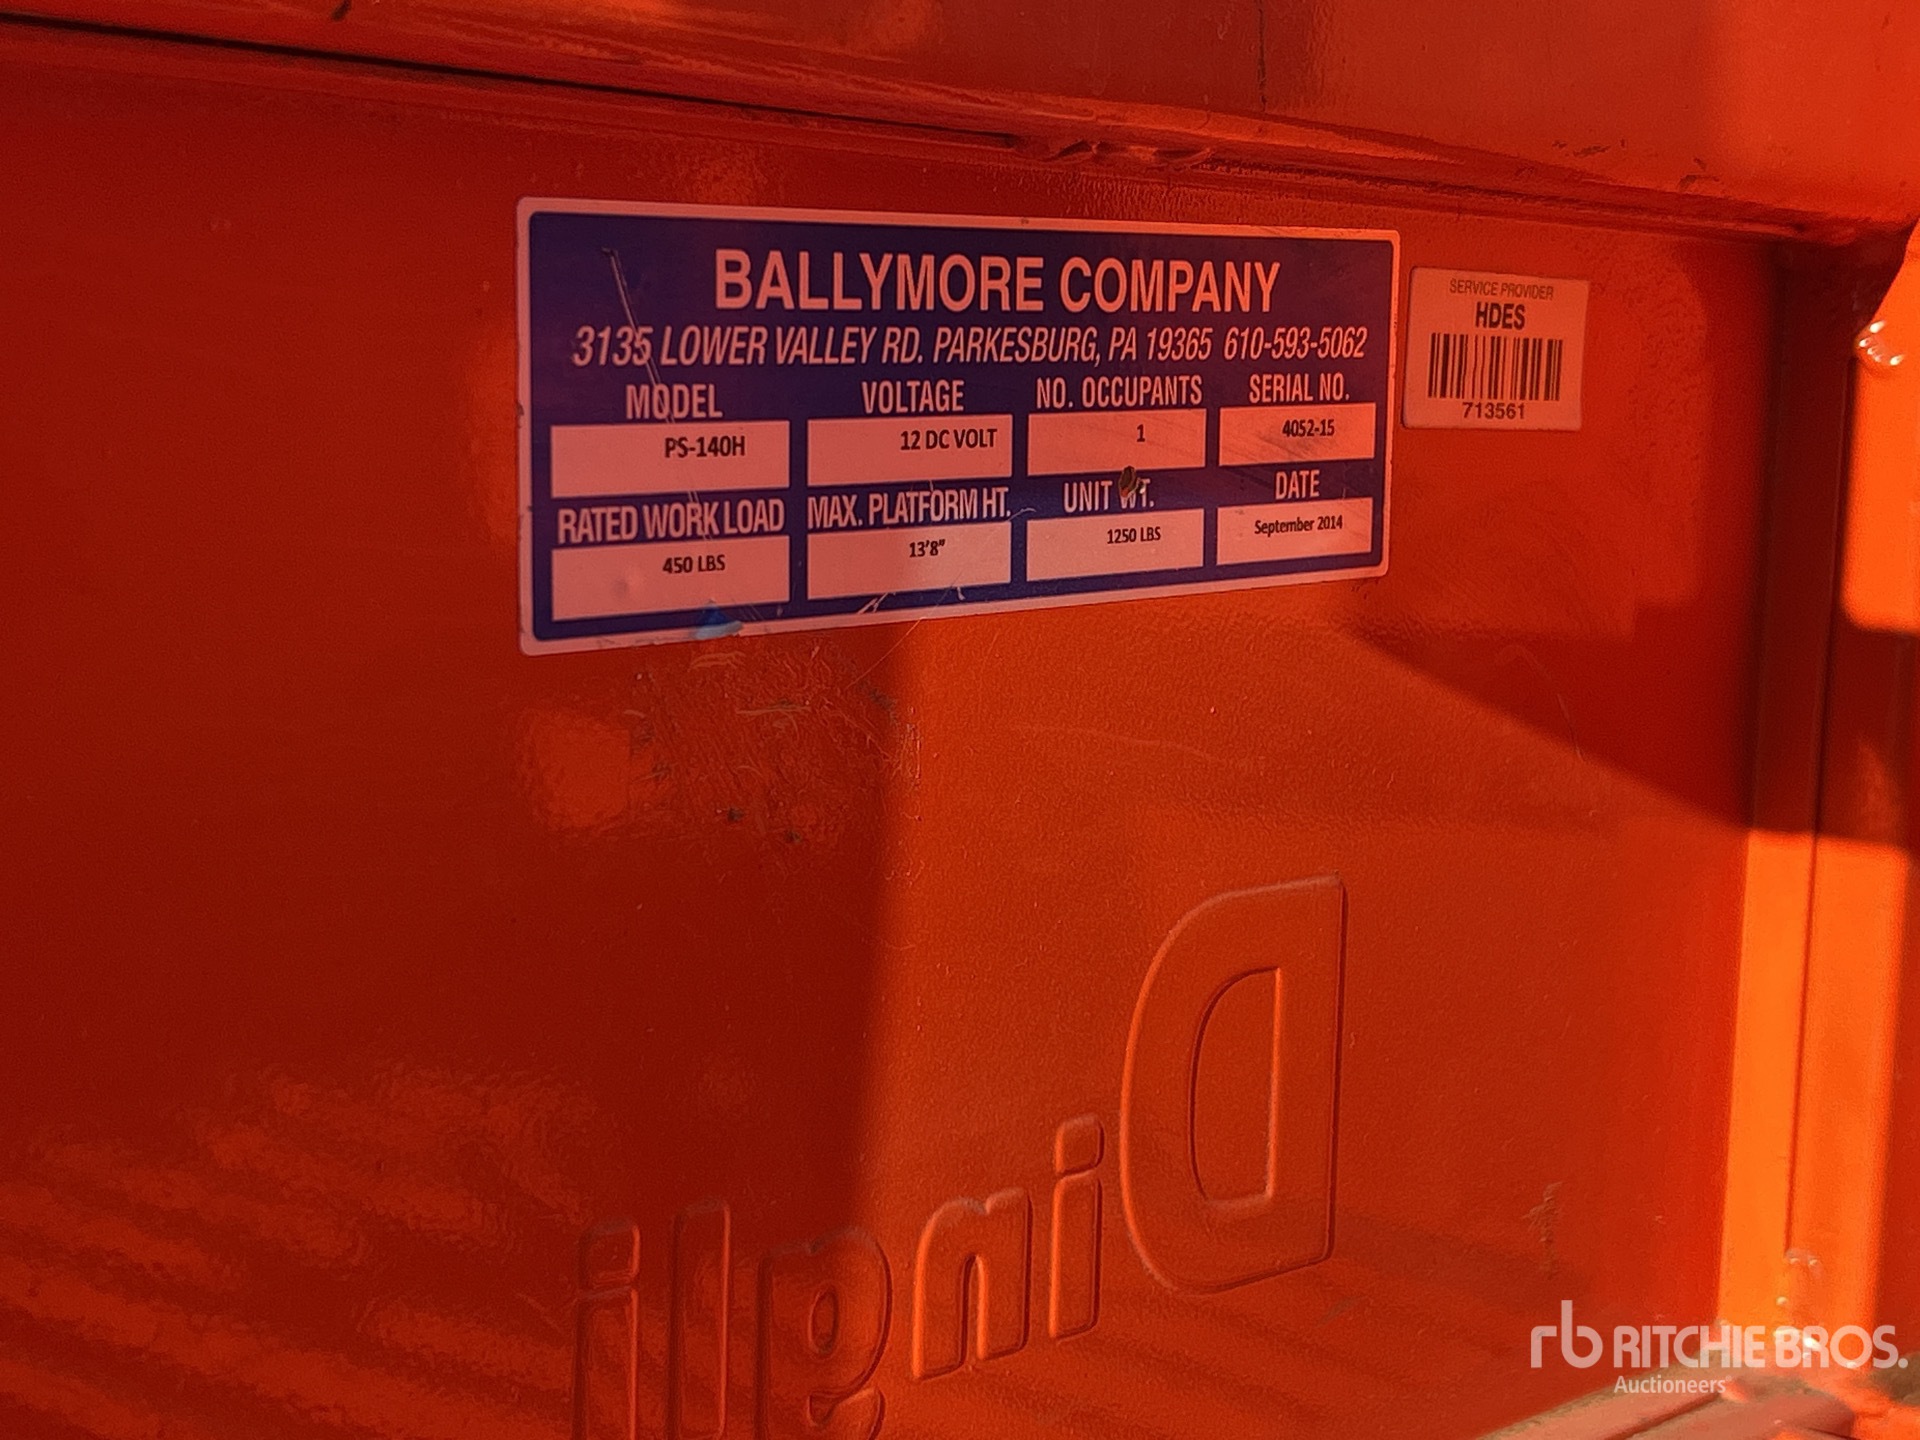 BALLYMORE COMPANY
3135 LOWER VALLEY RD. PARKESBURG, PA 19365 610-593-5062
MODEL VOLTAGE NO. OCCUPANTS SERIAL NO.
PS-140H 12 DC VOLT 1 4052-15
RATED WORK LOAD MAX. PLATFORM HT. UNIT WT. DATE
450 LBS 13'8" 1250 LBS September 2014
SERVICE PROVIDER
HDES
713561
Dingli
rb RITCHIE BROS.
Auctioneers